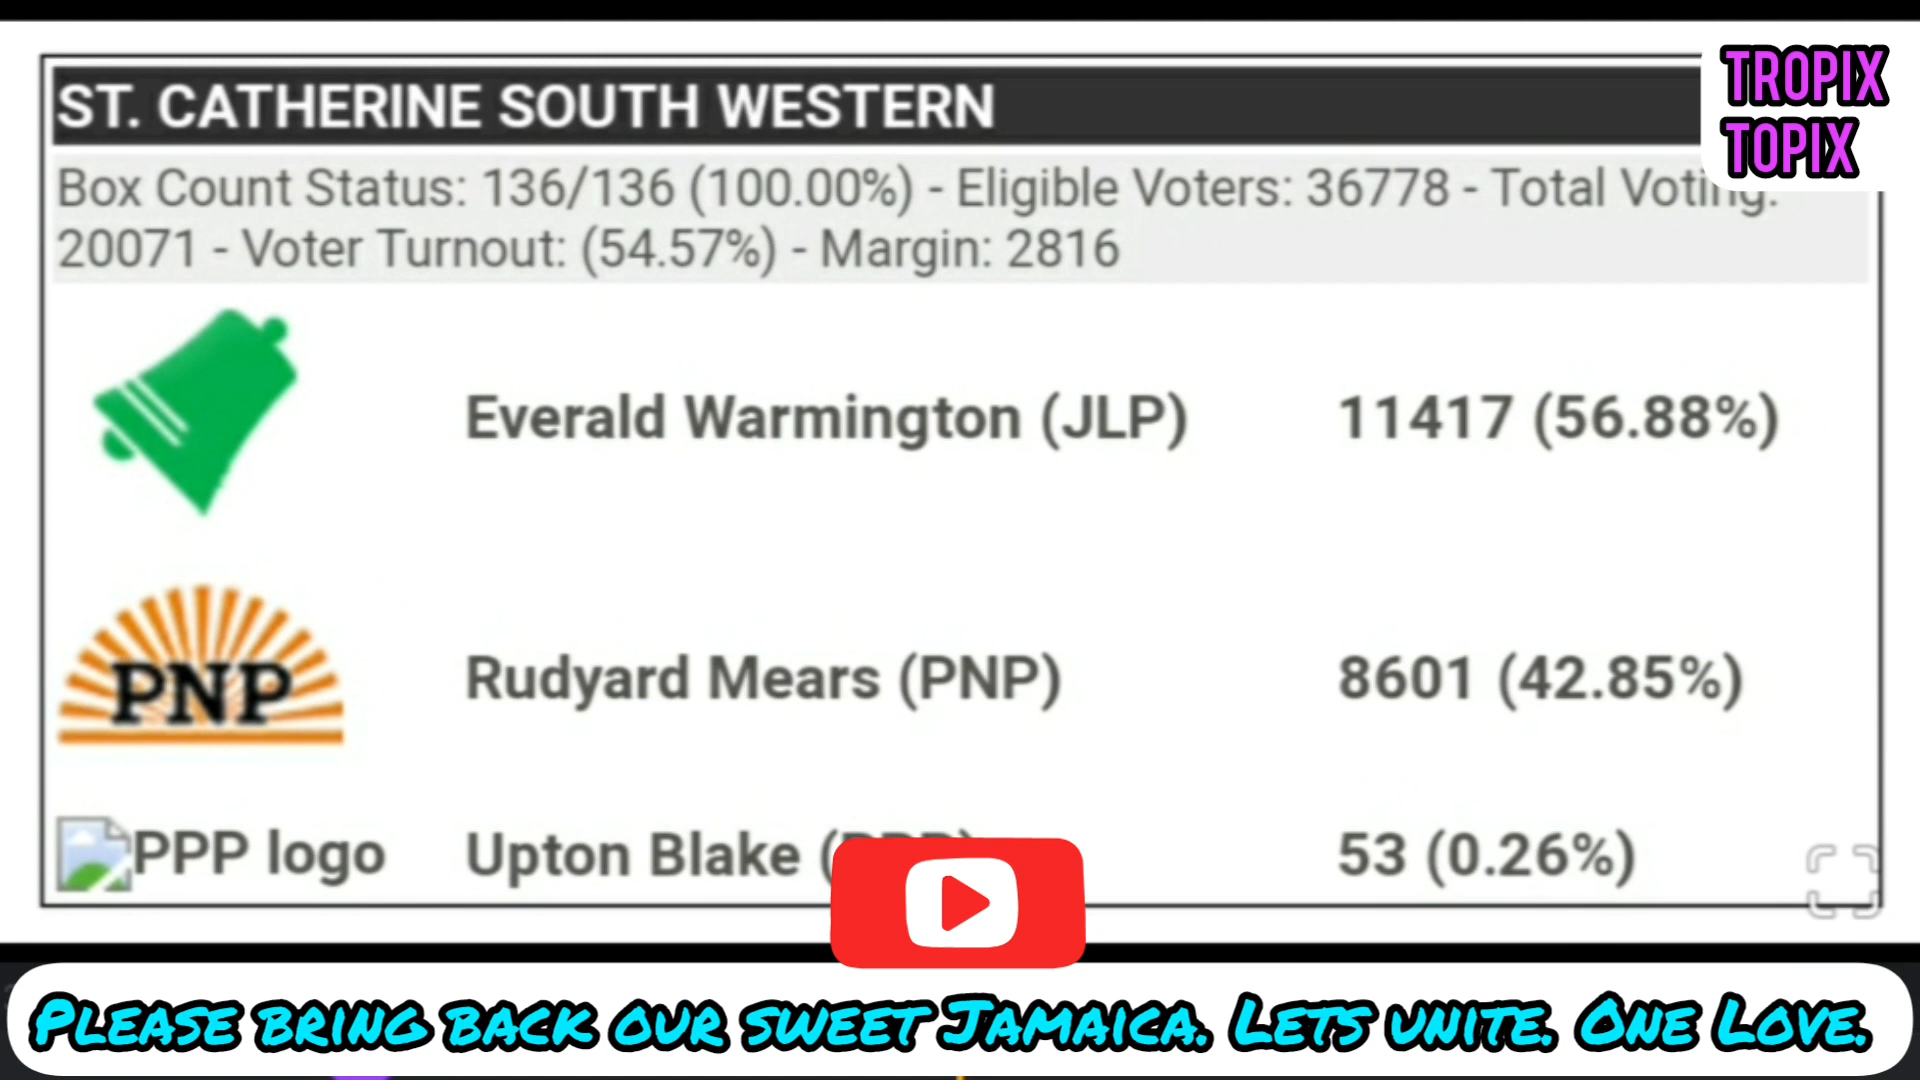 TROPIX
TOPIX
ST. CATHERINE SOUTH WESTERN
Box Count Status: 136/136 (100.00%) - Eligible Voters: 36778 - Total Voting:
20071 - Voter Turnout: (54.57%) - Margin: 2816
Everald Warmington (JLP) 11417 (56.88%)
PNP Rudyard Mears (PNP) 8601 (42.85%)
PPP logo Upton Blake 53 (0.26%)
Please bring back our sweet Jamaica. Lets unite. One Love.